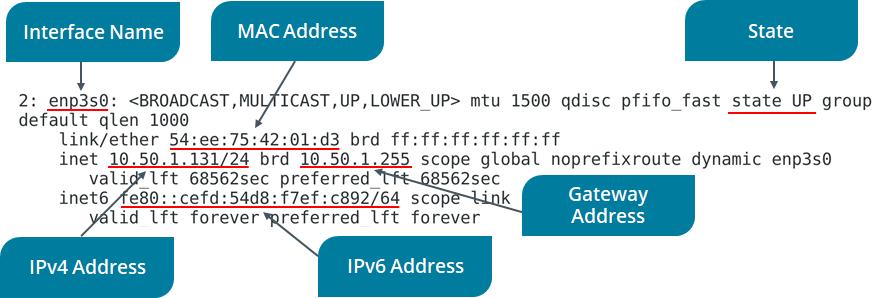 Interface Name
MAC Address
State
2: enp3s0: <BROADCAST,MULTICAST,UP,LOWER_UP> mtu 1500 qdisc pfifo_fast state UP group
default qlen 1000
link/ether 54:ee:75:42:01:d3 brd ff:ff:ff:ff:ff:ff
inet 10.50.1.131/24 brd 10.50.1.255 scope global noprefixroute dynamic enp3s0
valid_lft 68562sec preferred_lft 68562sec
inet6 fe80::cefd:54d8:f7ef:c892/64 scope link
valid_lft forever preferred_lft forever
Gateway
Address
IPv4 Address
IPv6 Address